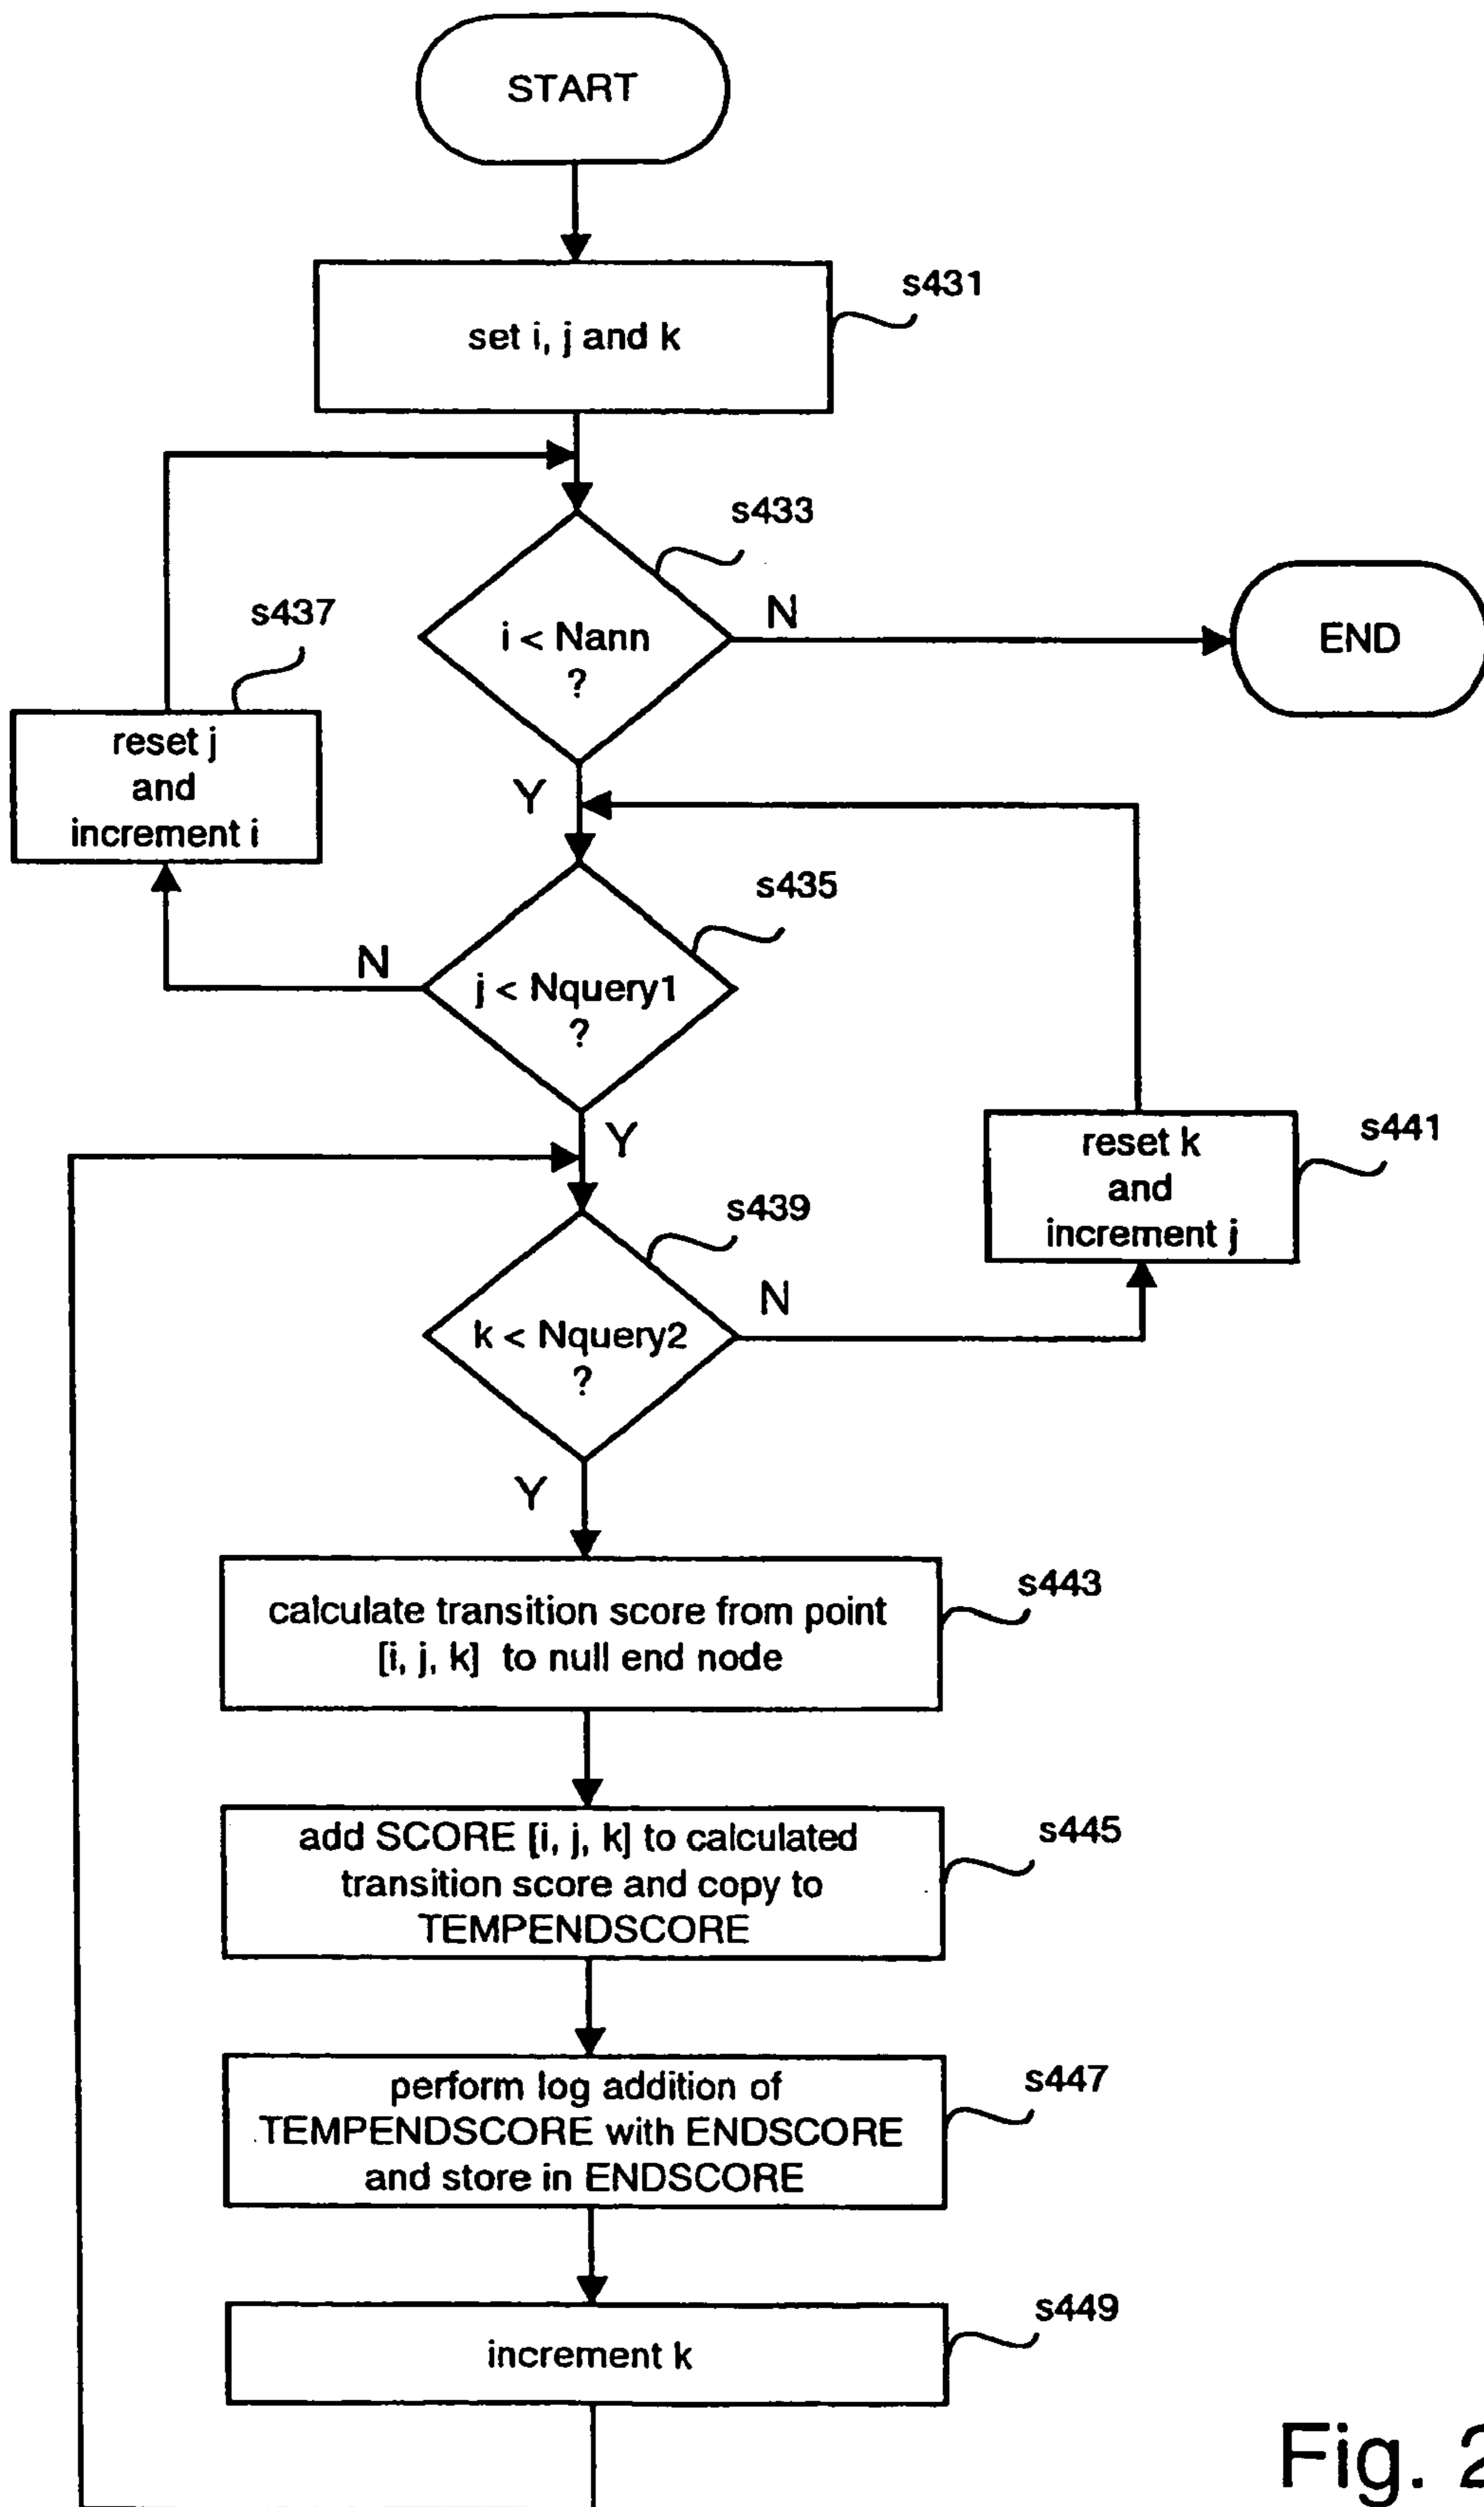 START
set i, j and k
s431
s433
i < Nann
?
N
END
s437
reset j
and
increment i
Y
s435
j < Nquery1
?
N
Y
s441
reset k
and
increment j
s439
k < Nquery2
?
N
Y
s443
calculate transition score from point
[i, j, k] to null end node
s445
add SCORE [i, j, k] to calculated
transition score and copy to
TEMPENDSCORE
s447
perform log addition of
TEMPENDSCORE with ENDSCORE
and store in ENDSCORE
s449
increment k
Fig.